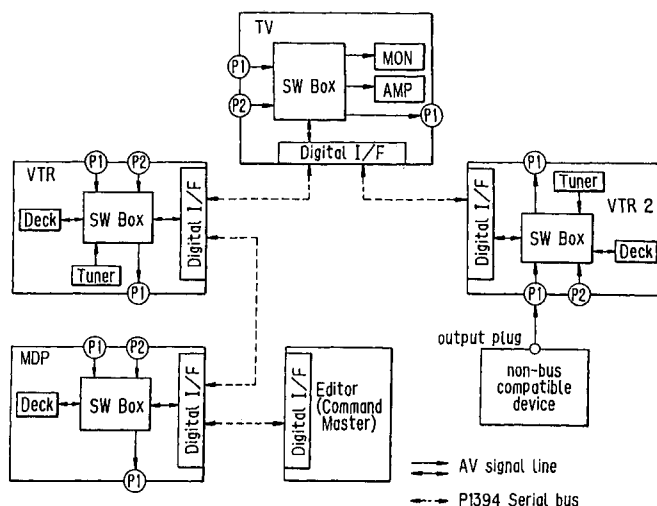 TV
P1
P2
SW Box
MON
AMP
P1
Digital I/F
VTR
P1
P2
Deck
SW Box
Tuner
P1
Digital I/F
Digital I/F
P1
Tuner
VTR 2
SW Box
Deck
P1
P2
output plug
non-bus
compatible
device
MDP
P1
P2
Deck
SW Box
P1
Digital I/F
Digital I/F
Editor
(Command
Master)
AV signal line
P1394 Serial bus